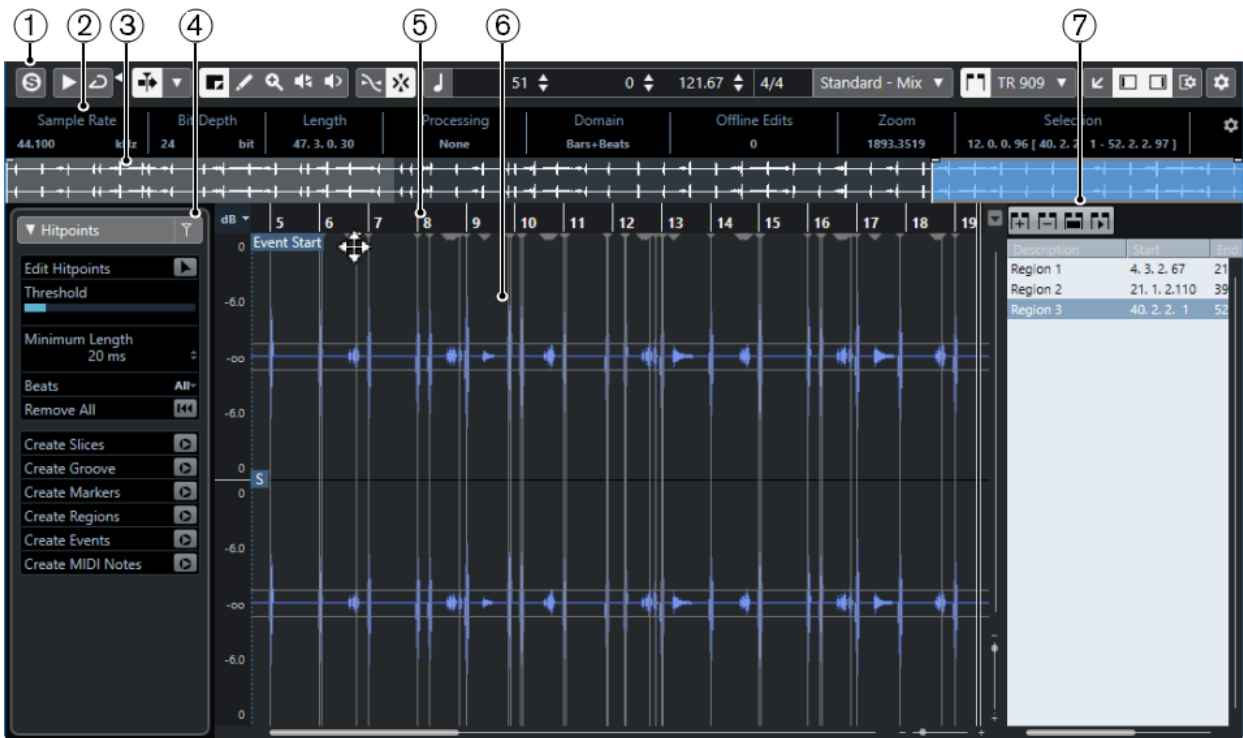 ① ② ③ ④ ⑤ ⑥ ⑦
51 0 121.67 4/4 Standard - Mix TR 909
Sample Rate Bit Depth Length Processing Domain Offline Edits Zoom Selection
44.100 24 bit 47. 3. 0. 30 None Bars+Beats 0 1893.3519 12. 0. 0. 96 [ 40. 2. 2. 1 - 52. 2. 2. 97 ]
Hitpoints
dB 5 6 7 8 9 10 11 12 13 14 15 16 17 18 19
Event Start
Edit Hitpoints
Threshold
Minimum Length
20 ms
Beats All
Remove All
Create Slices
Create Groove
Create Markers
Create Regions
Create Events
Create MIDI Notes
0
-6.0
-oo
-6.0
0
S
0
-6.0
-oo
-6.0
0
Description Start End
Region 1 4. 3. 2. 67 21
Region 2 21. 1. 2.110 39
Region 3 40. 2. 2. 1 52